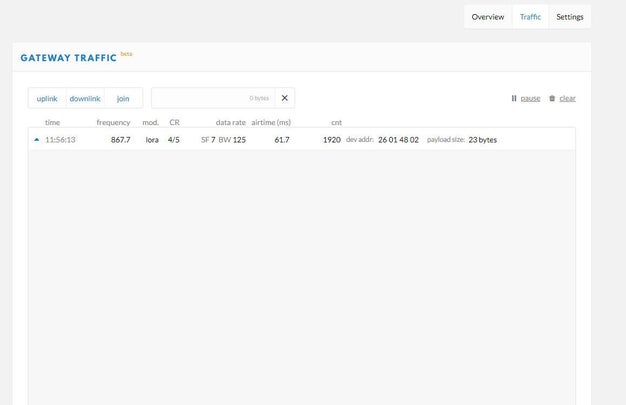 Overview Traffic Settings
GATEWAY TRAFFIC beta
uplink downlink join 0 bytes pause clear
time frequency mod. CR data rate airtime (ms) cnt
11:56:13 867.7 lora 4/5 SF 7 BW 125 61.7 1920 dev addr: 26 01 48 02 payload size: 23 bytes